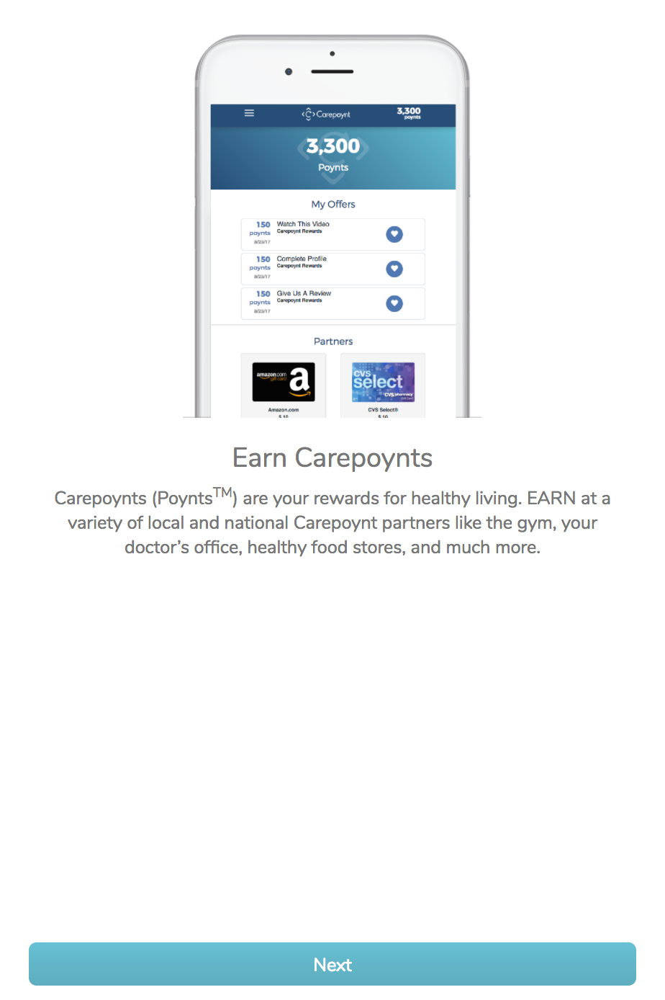 Carepoynt
3,300
poynts
3,300
Poynts
My Offers
150
poynts
8/23/17
Watch This Video
Carepoynt Rewards
150
poynts
8/23/17
Complete Profile
Carepoynt Rewards
150
poynts
8/23/17
Give Us A Review
Carepoynt Rewards
Partners
amazon.com
gift card
a
Amazon.com
$ 10
CVS
select
CVS/pharmacy
Gift Card
CVS Select®
$ 10
Earn Carepoynts
Carepoynts (Poynts™) are your rewards for healthy living. EARN at a
variety of local and national Carepoynt partners like the gym, your
doctor’s office, healthy food stores, and much more.
Next